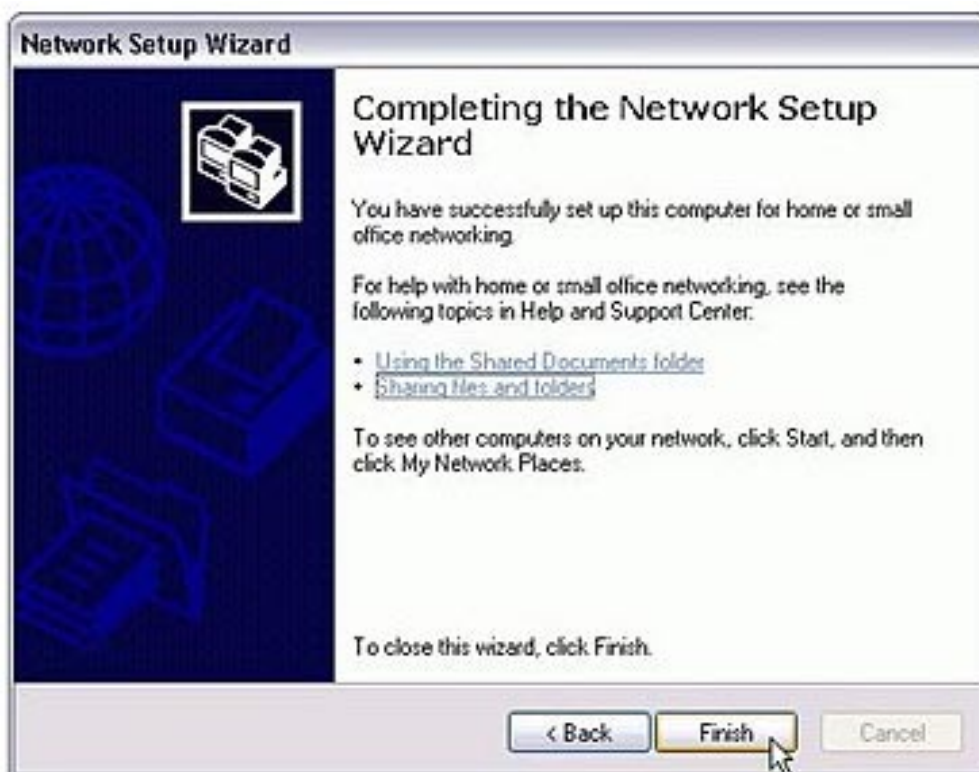 Network Setup Wizard
Completing the Network Setup
Wizard
You have successfully set up this computer for home or small
office networking.
For help with home or small office networking, see the
following topics in Help and Support Center:
• Using the Shared Documents folder
• Sharing files and folders
To see other computers on your network, click Start, and then
click My Network Places.
To close this wizard, click Finish.
< Back
Finish
Cancel